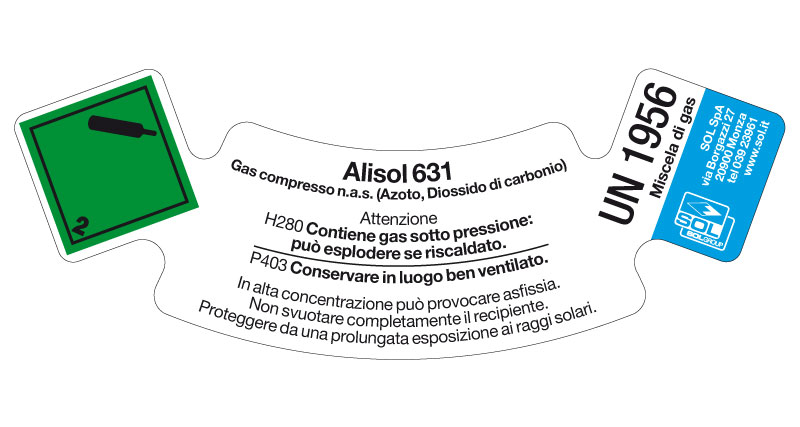 2
Alisol 631
Gas compresso n.a.s. (Azoto, Diossido di carbonio)
Attenzione
H280 Contiene gas sotto pressione:
può esplodere se riscaldato.
P403 Conservare in luogo ben ventilato.
In alta concentrazione può provocare asfissia.
Non svuotare completamente il recipiente.
Proteggere da una prolungata esposizione ai raggi solari.
UN 1956
Miscela di gas
SOL SpA
via Borgazzi 27
20900 Monza
tel 039 23961
www.sol.it
SOL
SOLGROUP